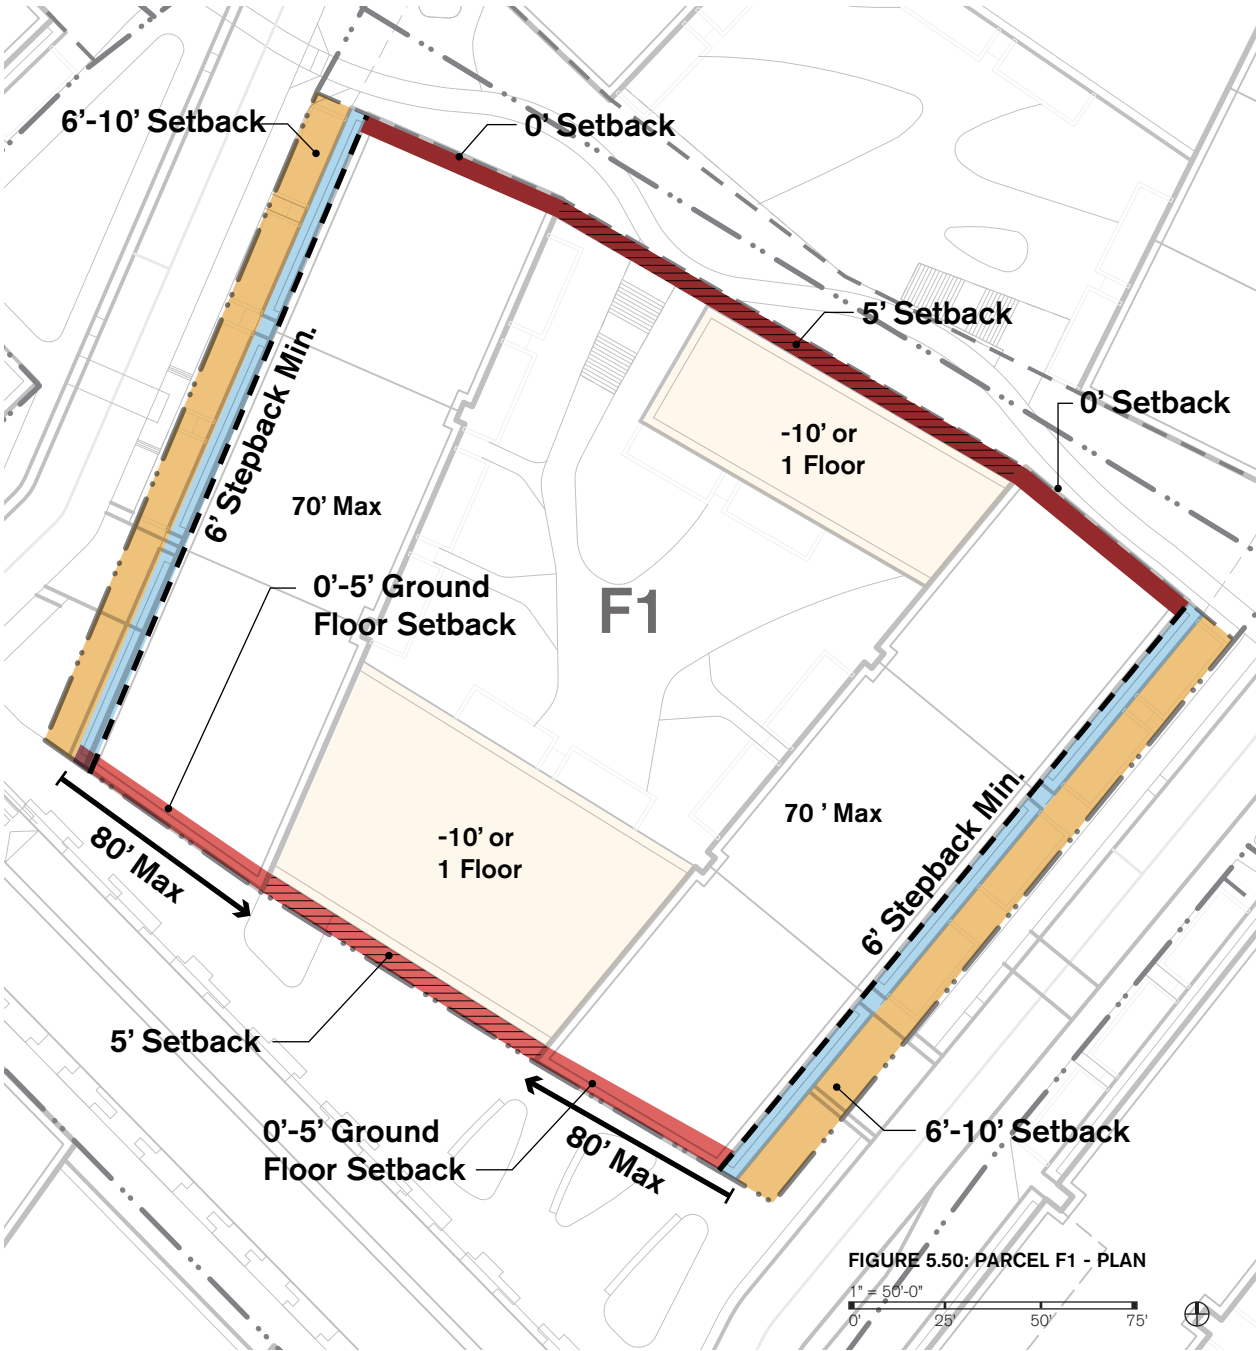 6’-10’ Setback
0’ Setback
5’ Setback
0’ Setback
-10’ or
1 Floor
6’ Stepback Min.
70’ Max
0’-5’ Ground
Floor Setback
F1
70 ’ Max
6’ Stepback Min.
-10’ or
1 Floor
80’ Max
5’ Setback
0’-5’ Ground
Floor Setback
80’ Max
6’-10’ Setback
FIGURE 5.50: PARCEL F1 - PLAN
1" = 50'-0"
0' 25' 50' 75'